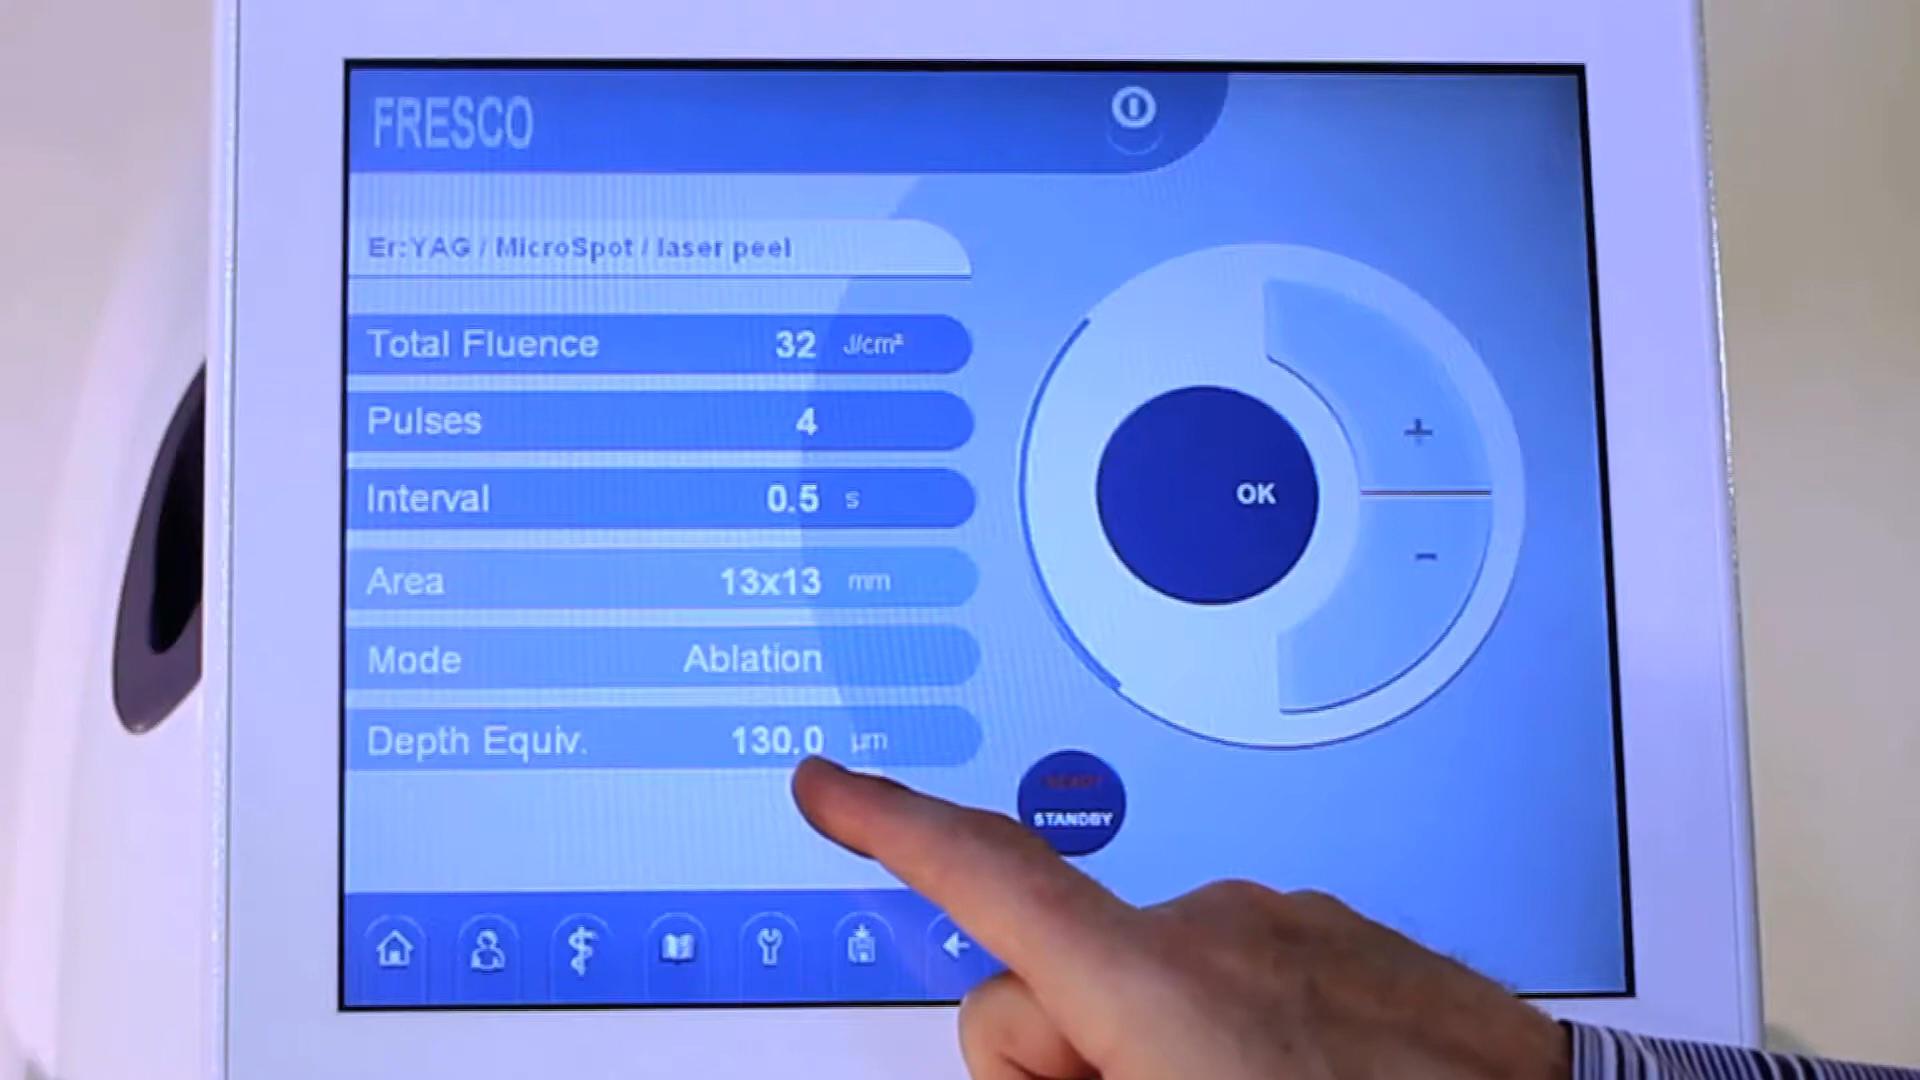 FRESCO
Er:YAG / MicroSpot / laser peel
Total Fluence 32 J/cm²
Pulses 4
Interval 0.5 s
Area 13x13 mm
Mode Ablation
Depth Equiv. 130.0 µm
+
OK
-
READY
STANDBY